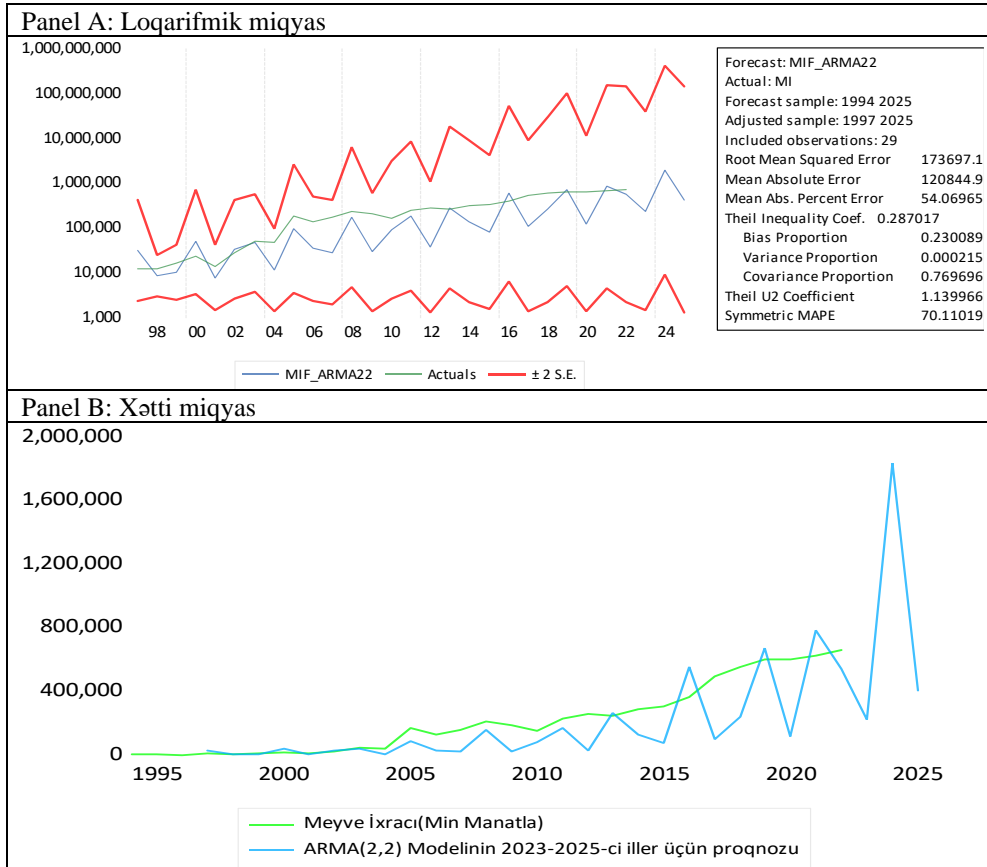 Panel A: Loqarifmik miqyas
1,000,000,000
100,000,000
10,000,000
1,000,000
100,000
10,000
1,000
98 00 02 04 06 08 10 12 14 16 18 20 22 24
MIF_ARMA22 Actuals ± 2 S.E.
Forecast: MIF_ARMA22
Actual: MI
Forecast sample: 1994 2025
Adjusted sample: 1997 2025
Included observations: 29
Root Mean Squared Error 173697.1
Mean Absolute Error 120844.9
Mean Abs. Percent Error 54.06965
Theil Inequality Coef. 0.287017
Bias Proportion 0.230089
Variance Proportion 0.000215
Covariance Proportion 0.769696
Theil U2 Coefficient 1.139966
Symmetric MAPE 70.11019
Panel B: Xətti miqyas
2,000,000
1,600,000
1,200,000
800,000
400,000
0
1995 2000 2005 2010 2015 2020 2025
Meyve İxracı(Min Manatla)
ARMA(2,2) Modelinin 2023-2025-ci iller üçün proqnozu